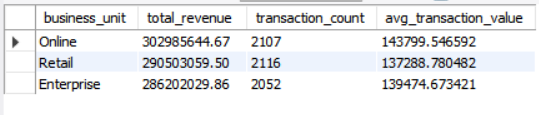 business_unit total_revenue transaction_count avg_transaction_value
Online 302985644.67 2107 143799.546592
Retail 290503059.50 2116 137288.780482
Enterprise 286202029.86 2052 139474.673421